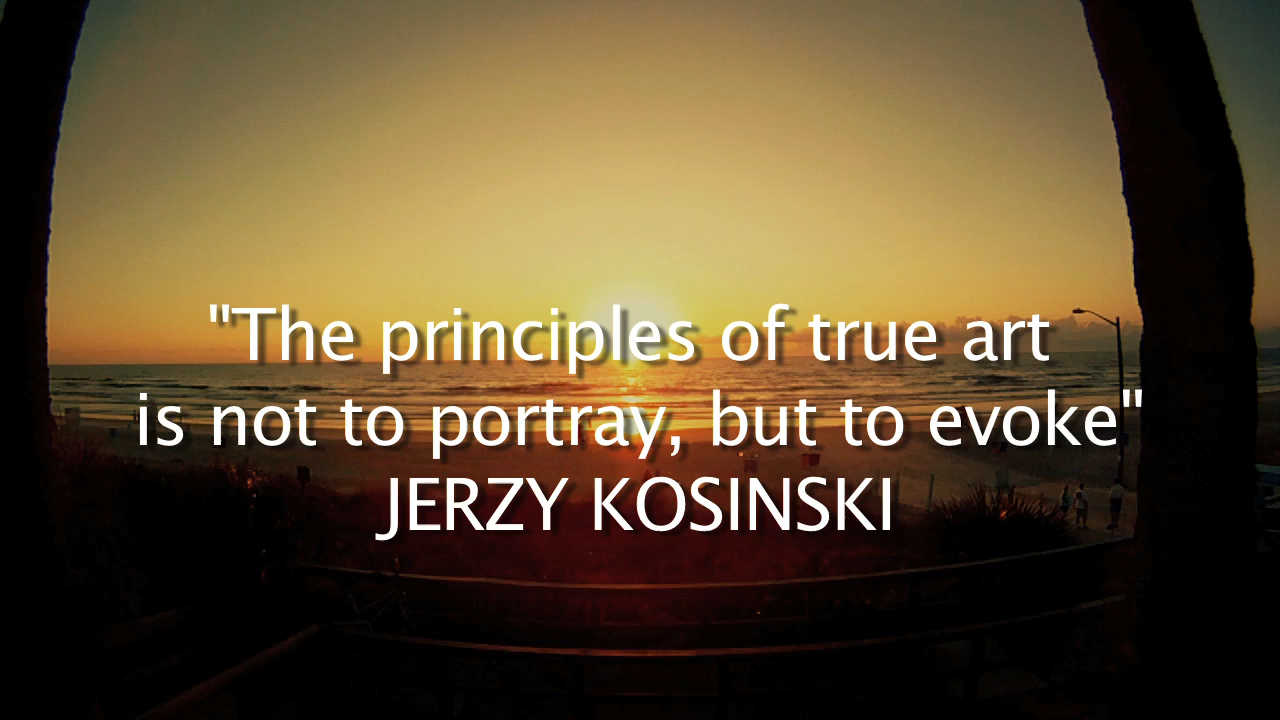 "The principles of true art
is not to portray, but to evoke"
JERZY KOSINSKI